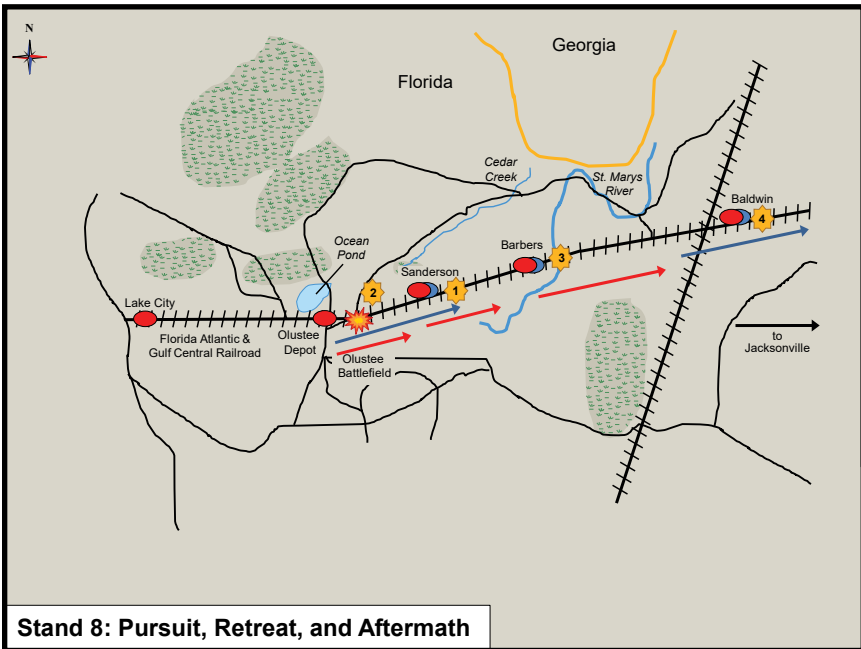 N
Georgia
Florida
Cedar
Creek
St. Marys
River
Baldwin
4
Ocean
Pond
Barbers
3
Sanderson
2
1
Lake City
Florida Atlantic &
Gulf Central Railroad
Olustee
Depot
Olustee
Battlefield
to
Jacksonville
Stand 8: Pursuit, Retreat, and Aftermath